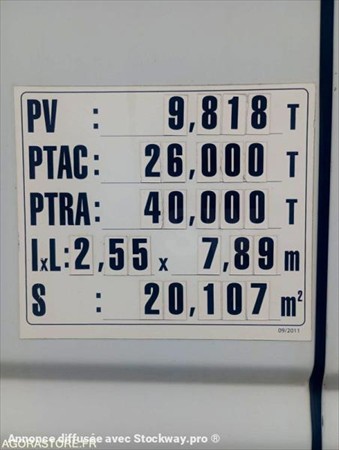 PV : 9,818 T
PTAC: 26,000 T
PTRA: 40,000 T
lxL: 2,55 x 7,89 m
S : 20,107 m²
09/2011
Annonce diffusée avec Stockway.pro ®
AGORASTORE.FR